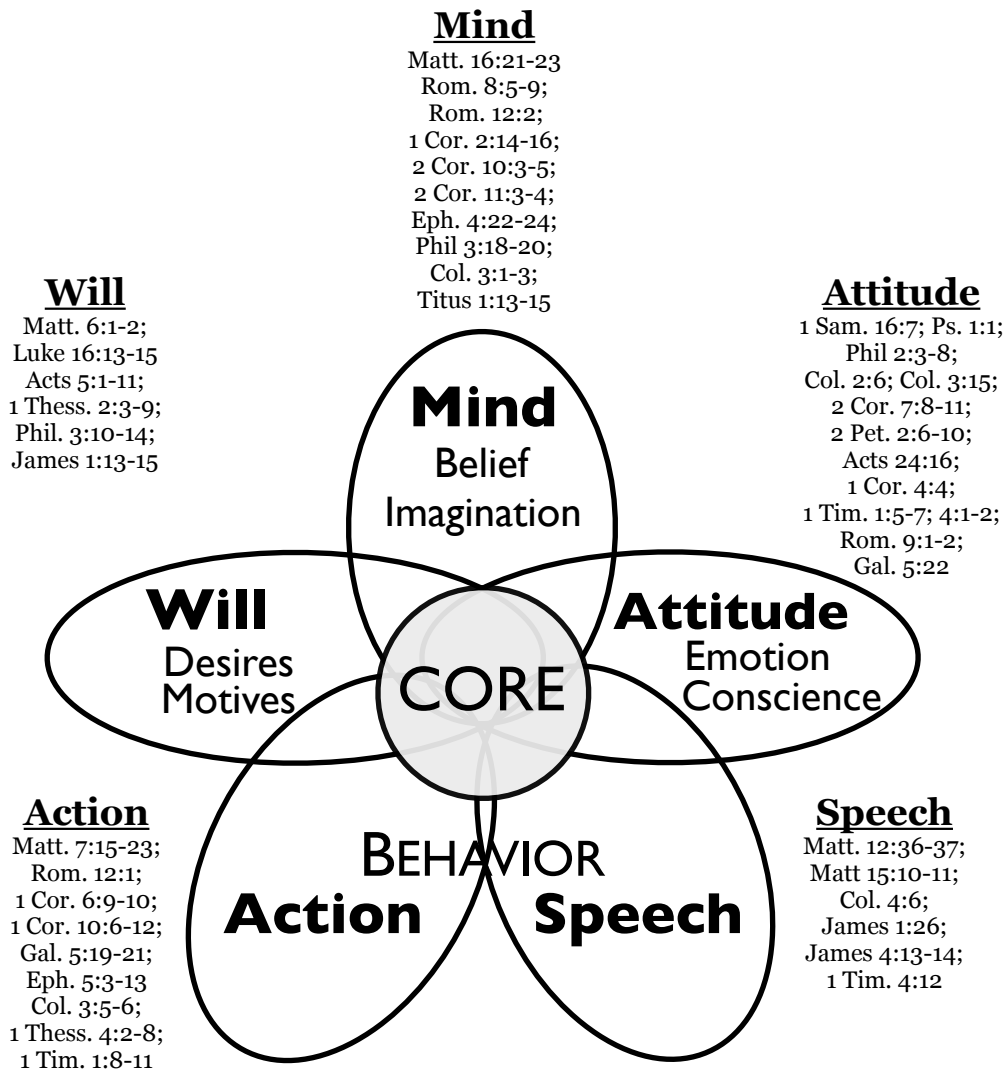 Mind
Matt. 16:21-23
Rom. 8:5-9;
Rom. 12:2;
1 Cor. 2:14-16;
2 Cor. 10:3-5;
2 Cor. 11:3-4;
Eph. 4:22-24;
Phil 3:18-20;
Col. 3:1-3;
Titus 1:13-15
Will
Matt. 6:1-2;
Luke 16:13-15
Acts 5:1-11;
1 Thess. 2:3-9;
Phil. 3:10-14;
James 1:13-15
Attitude
1 Sam. 16:7; Ps. 1:1;
Phil 2:3-8;
Col. 2:6; Col. 3:15;
2 Cor. 7:8-11;
2 Pet. 2:6-10;
Acts 24:16;
1 Cor. 4:4;
1 Tim. 1:5-7; 4:1-2;
Rom. 9:1-2;
Gal. 5:22
Mind
Belief
Imagination
Will
Desires
Motives
Attitude
Emotion
Conscience
CORE
BEHAVIOR
Action
Speech
Action
Matt. 7:15-23;
Rom. 12:1;
1 Cor. 6:9-10;
1 Cor. 10:6-12;
Gal. 5:19-21;
Eph. 5:3-13
Col. 3:5-6;
1 Thess. 4:2-8;
1 Tim. 1:8-11
Speech
Matt. 12:36-37;
Matt 15:10-11;
Col. 4:6;
James 1:26;
James 4:13-14;
1 Tim. 4:12